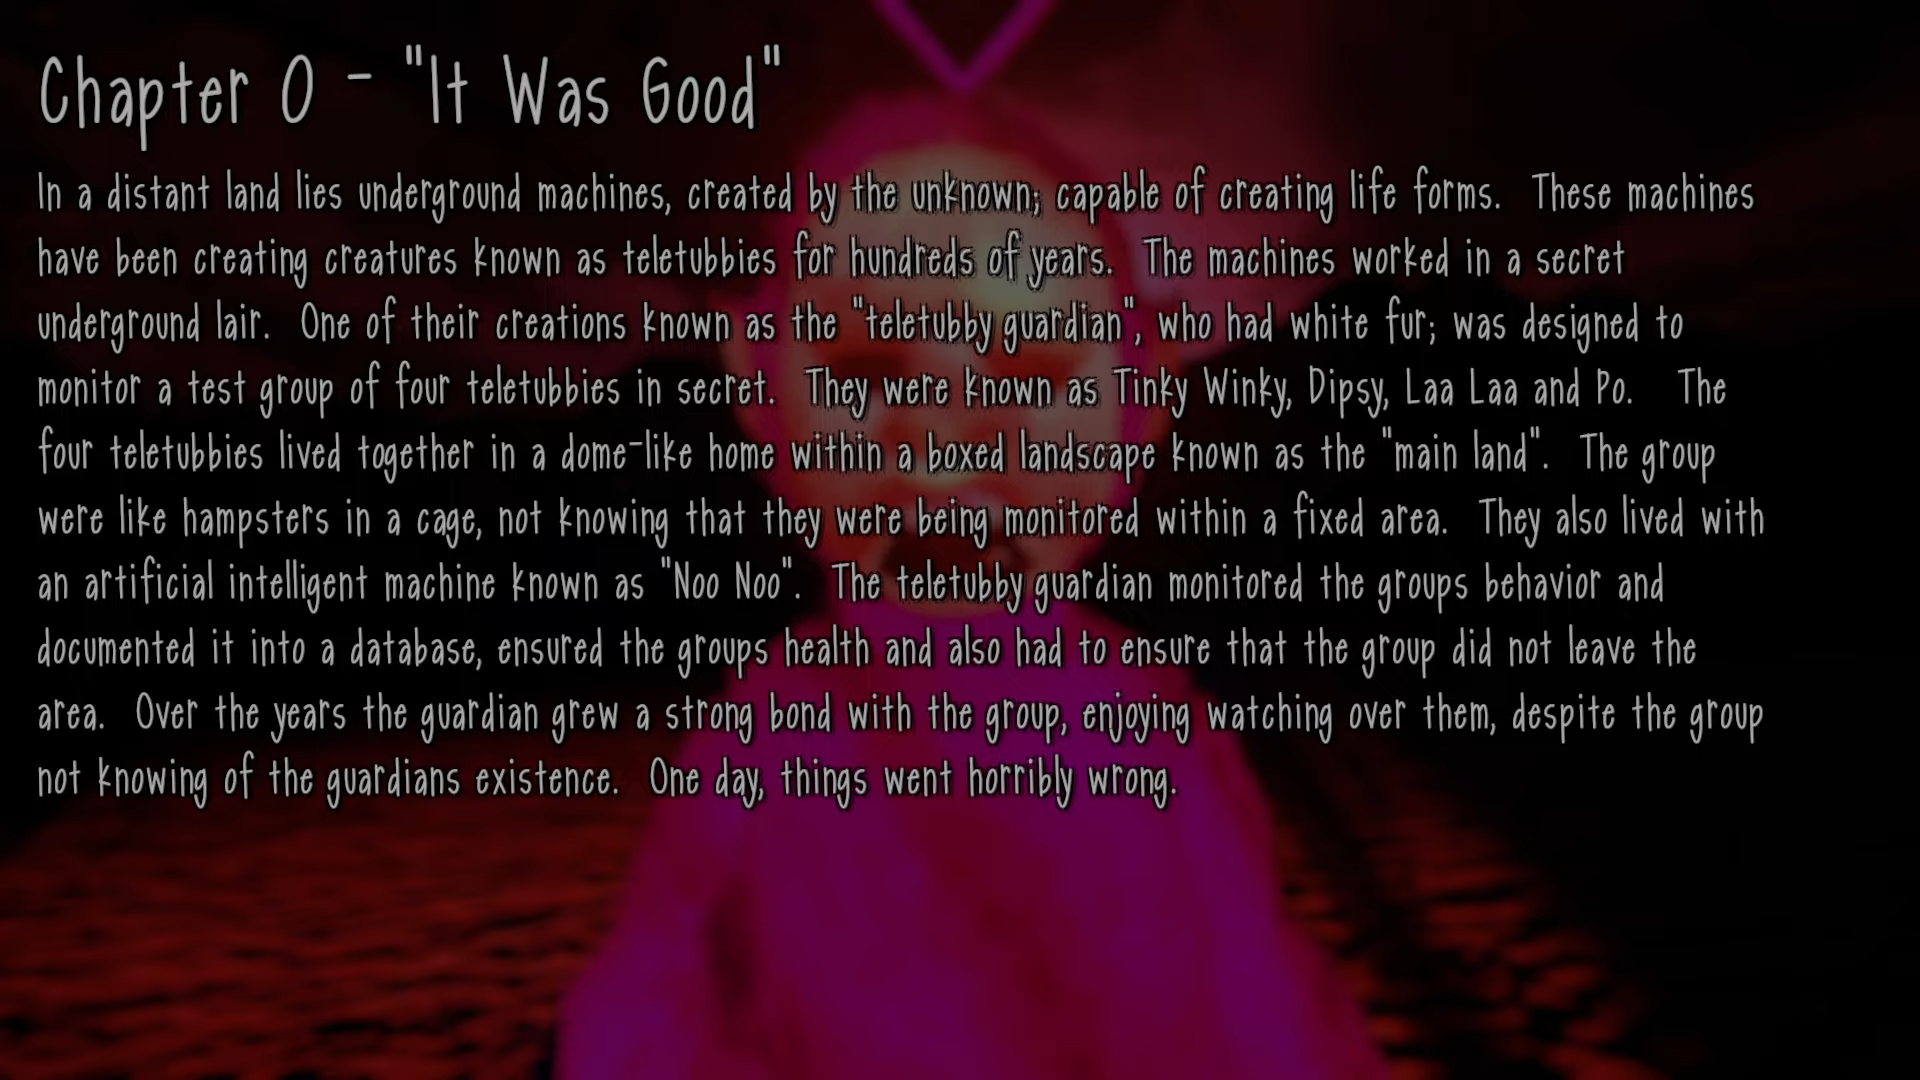 Chapter 0 - "It Was Good"
In a distant land lies underground machines, created by the unknown; capable of creating life forms.  These machines
have been creating creatures known as teletubbies for hundreds of years.  The machines worked in a secret
underground lair.  One of their creations known as the "teletubby guardian", who had white fur; was designed to
monitor a test group of four teletubbies in secret.  They were known as Tinky Winky, Dipsy, Laa Laa and Po.   The
four teletubbies lived together in a dome-like home within a boxed landscape known as the "main land".  The group
were like hampsters in a cage, not knowing that they were being monitored within a fixed area.  They also lived with
an artificial intelligent machine known as "Noo Noo".  The teletubby guardian monitored the groups behavior and
documented it into a database, ensured the groups health and also had to ensure that the group did not leave the
area.  Over the years the guardian grew a strong bond with the group, enjoying watching over them, despite the group
not knowing of the guardians existence.  One day, things went horribly wrong.